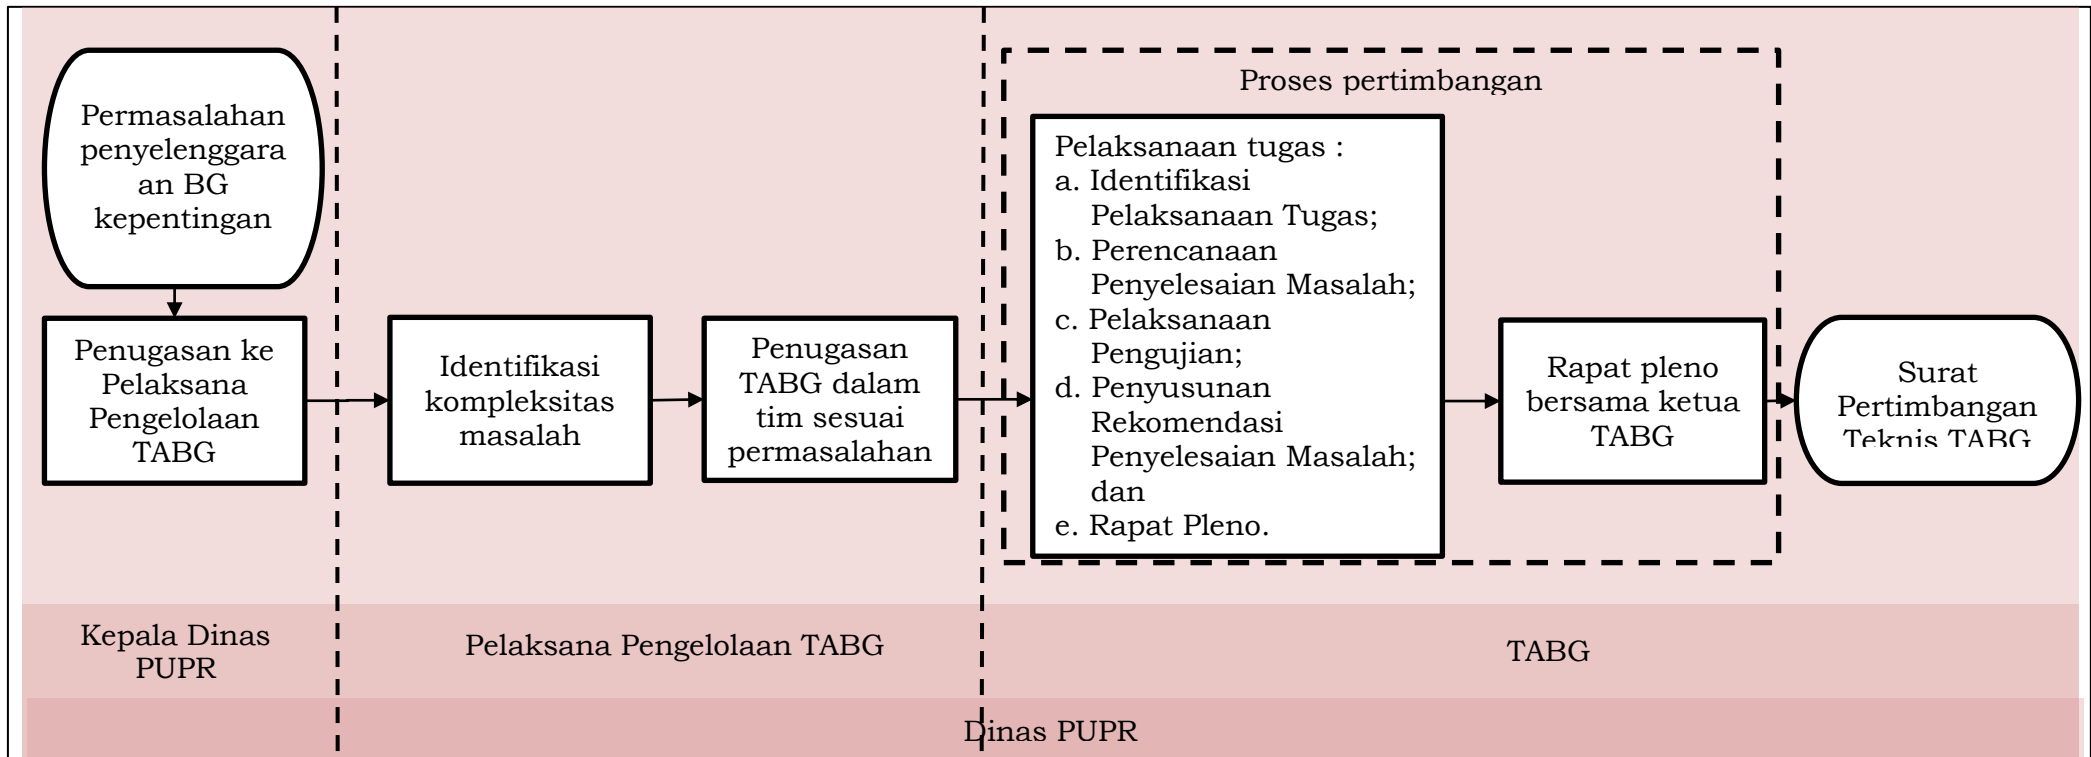 Permasalahan
penyelenggara
an BG
kepentingan
Penugasan ke
Pelaksana
Pengelolaan
TABG
Identifikasi
kompleksitas
masalah
Penugasan
TABG dalam
tim sesuai
permasalahan
Proses pertimbangan
Pelaksanaan tugas :
a. Identifikasi
Pelaksanaan Tugas;
b. Perencanaan
Penyelesaian Masalah;
c. Pelaksanaan
Pengujian;
d. Penyusunan
Rekomendasi
Penyelesaian Masalah;
dan
e. Rapat Pleno.
Rapat pleno
bersama ketua
TABG
Surat
Pertimbangan
Teknis TABG
Kepala Dinas
PUPR
Pelaksana Pengelolaan TABG
TABG
Dinas PUPR